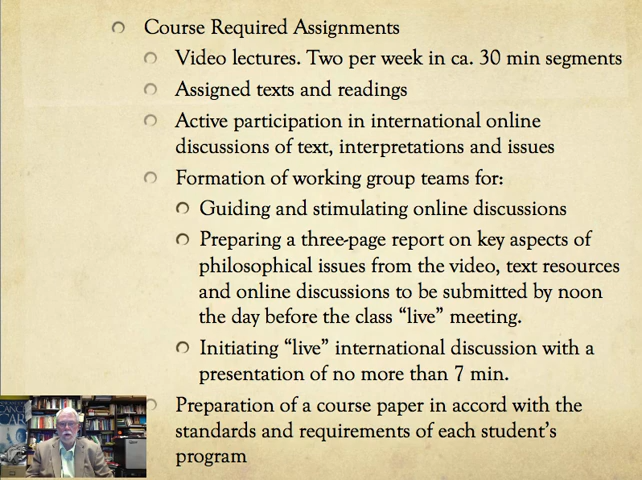 Course Required Assignments
Video lectures. Two per week in ca. 30 min segments
Assigned texts and readings
Active participation in international online
discussions of text, interpretations and issues
Formation of working group teams for:
Guiding and stimulating online discussions
Preparing a three-page report on key aspects of
philosophical issues from the video, text resources
and online discussions to be submitted by noon
the day before the class “live” meeting.
Initiating “live” international discussion with a
presentation of no more than 7 min.
Preparation of a course paper in accord with the
standards and requirements of each student’s
program